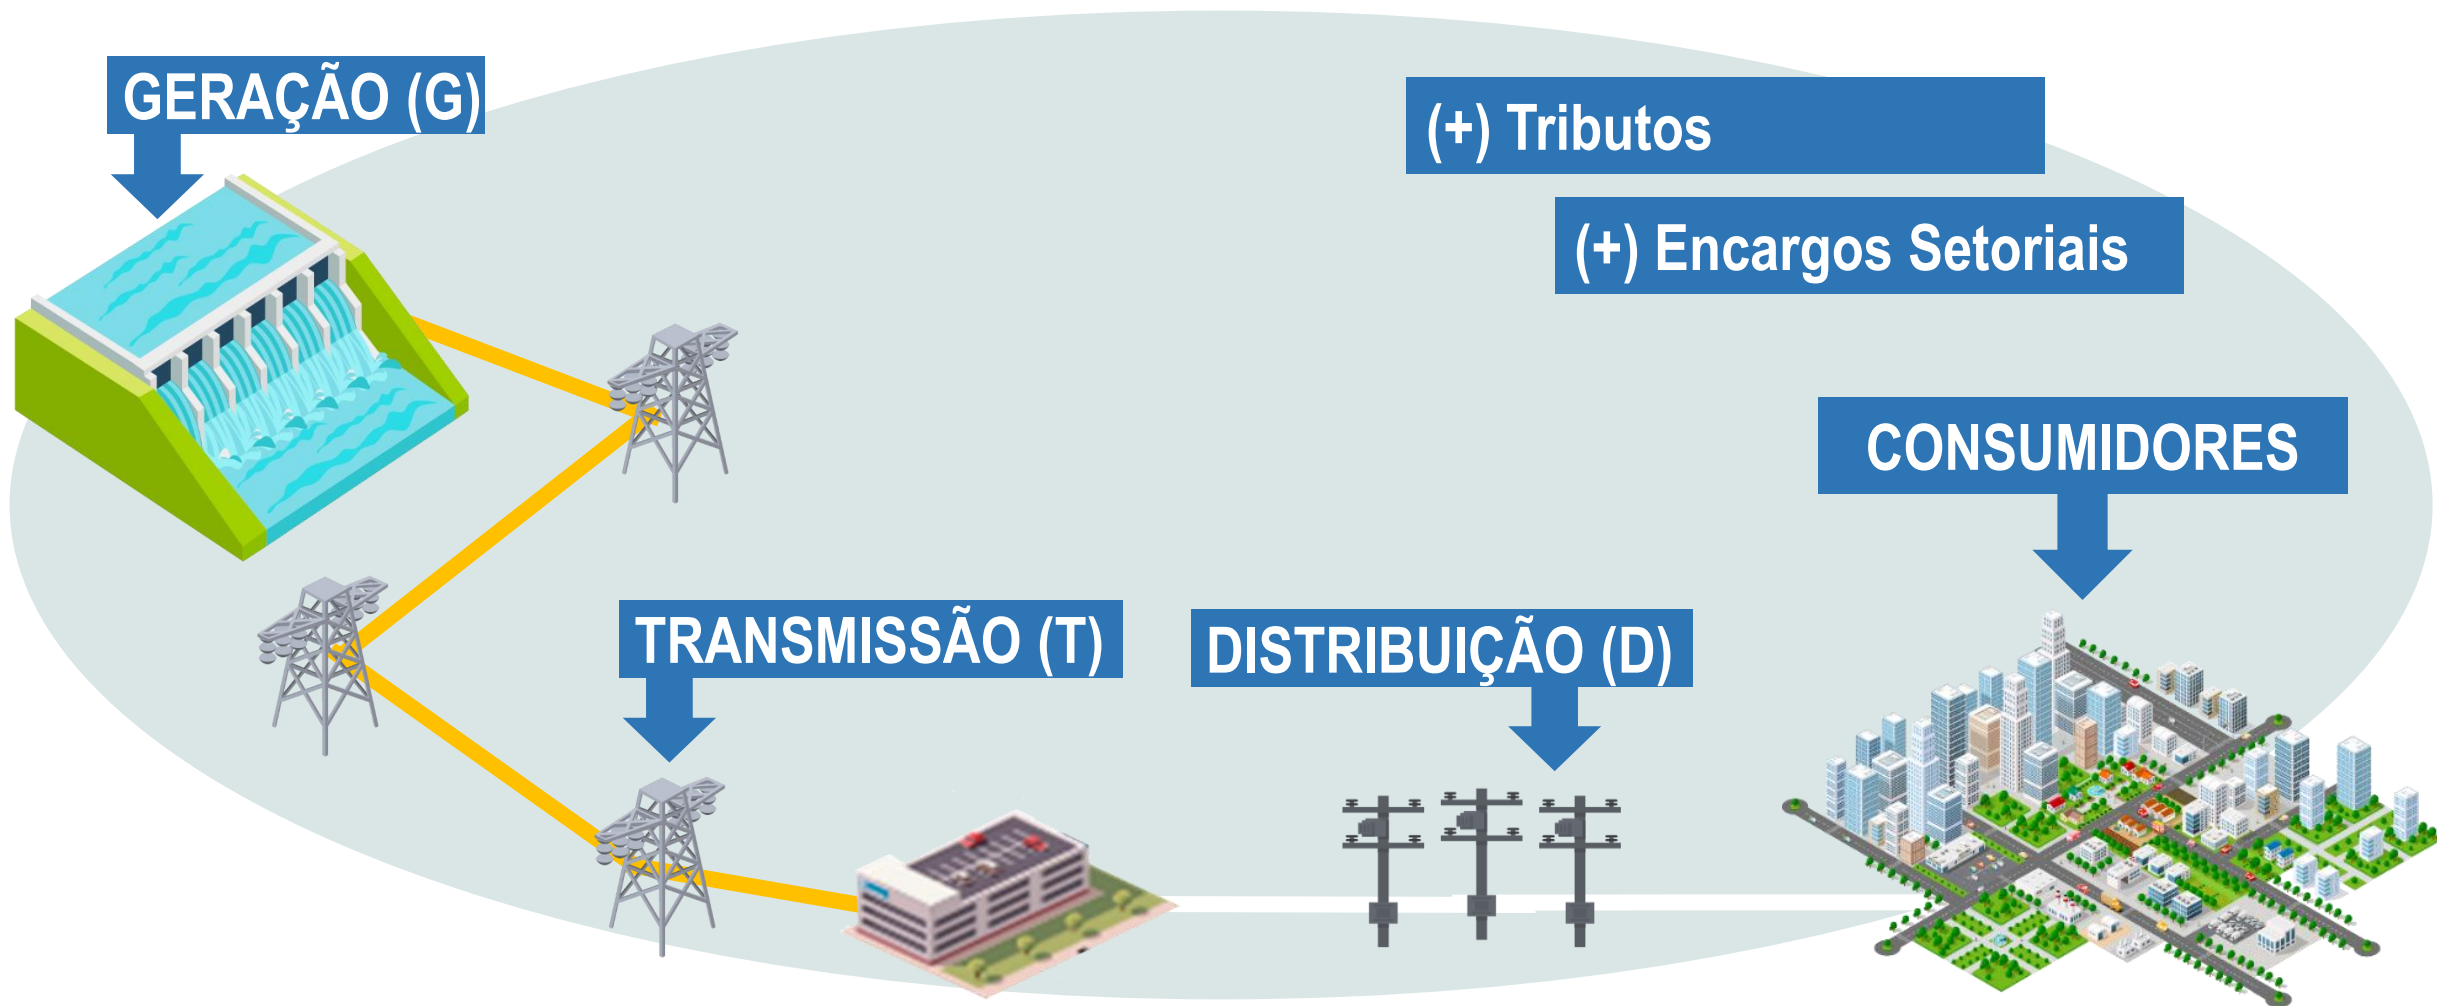 GERAÇÃO (G)
(+) Tributos
(+) Encargos Setoriais
CONSUMIDORES
TRANSMISSÃO (T)
DISTRIBUIÇÃO (D)